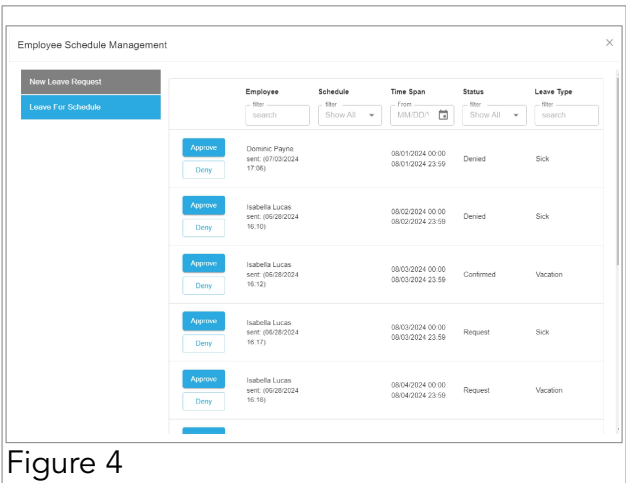 Employee Schedule Management
New Leave Request
Leave For Schedule
Employee Schedule Time Span Status Leave Type
filter filter From filter filter
search Show All MM/DD/Y Show All search
Approve
Deny
Dominic Payne
sent: (07/03/2024
17:06)
08/01/2024 00:00
08/01/2024 23:59
Denied
Sick
Approve
Deny
Isabella Lucas
sent: (06/28/2024
16:10)
08/02/2024 00:00
08/02/2024 23:59
Denied
Sick
Approve
Deny
Isabella Lucas
sent: (06/28/2024
16:12)
08/03/2024 00:00
08/03/2024 23:59
Confirmed
Vacation
Approve
Deny
Isabella Lucas
sent: (06/28/2024
16:17)
08/03/2024 00:00
08/03/2024 23:59
Request
Sick
Approve
Deny
Isabella Lucas
sent: (06/28/2024
16:16)
08/04/2024 00:00
08/04/2024 23:59
Request
Vacation
Figure 4